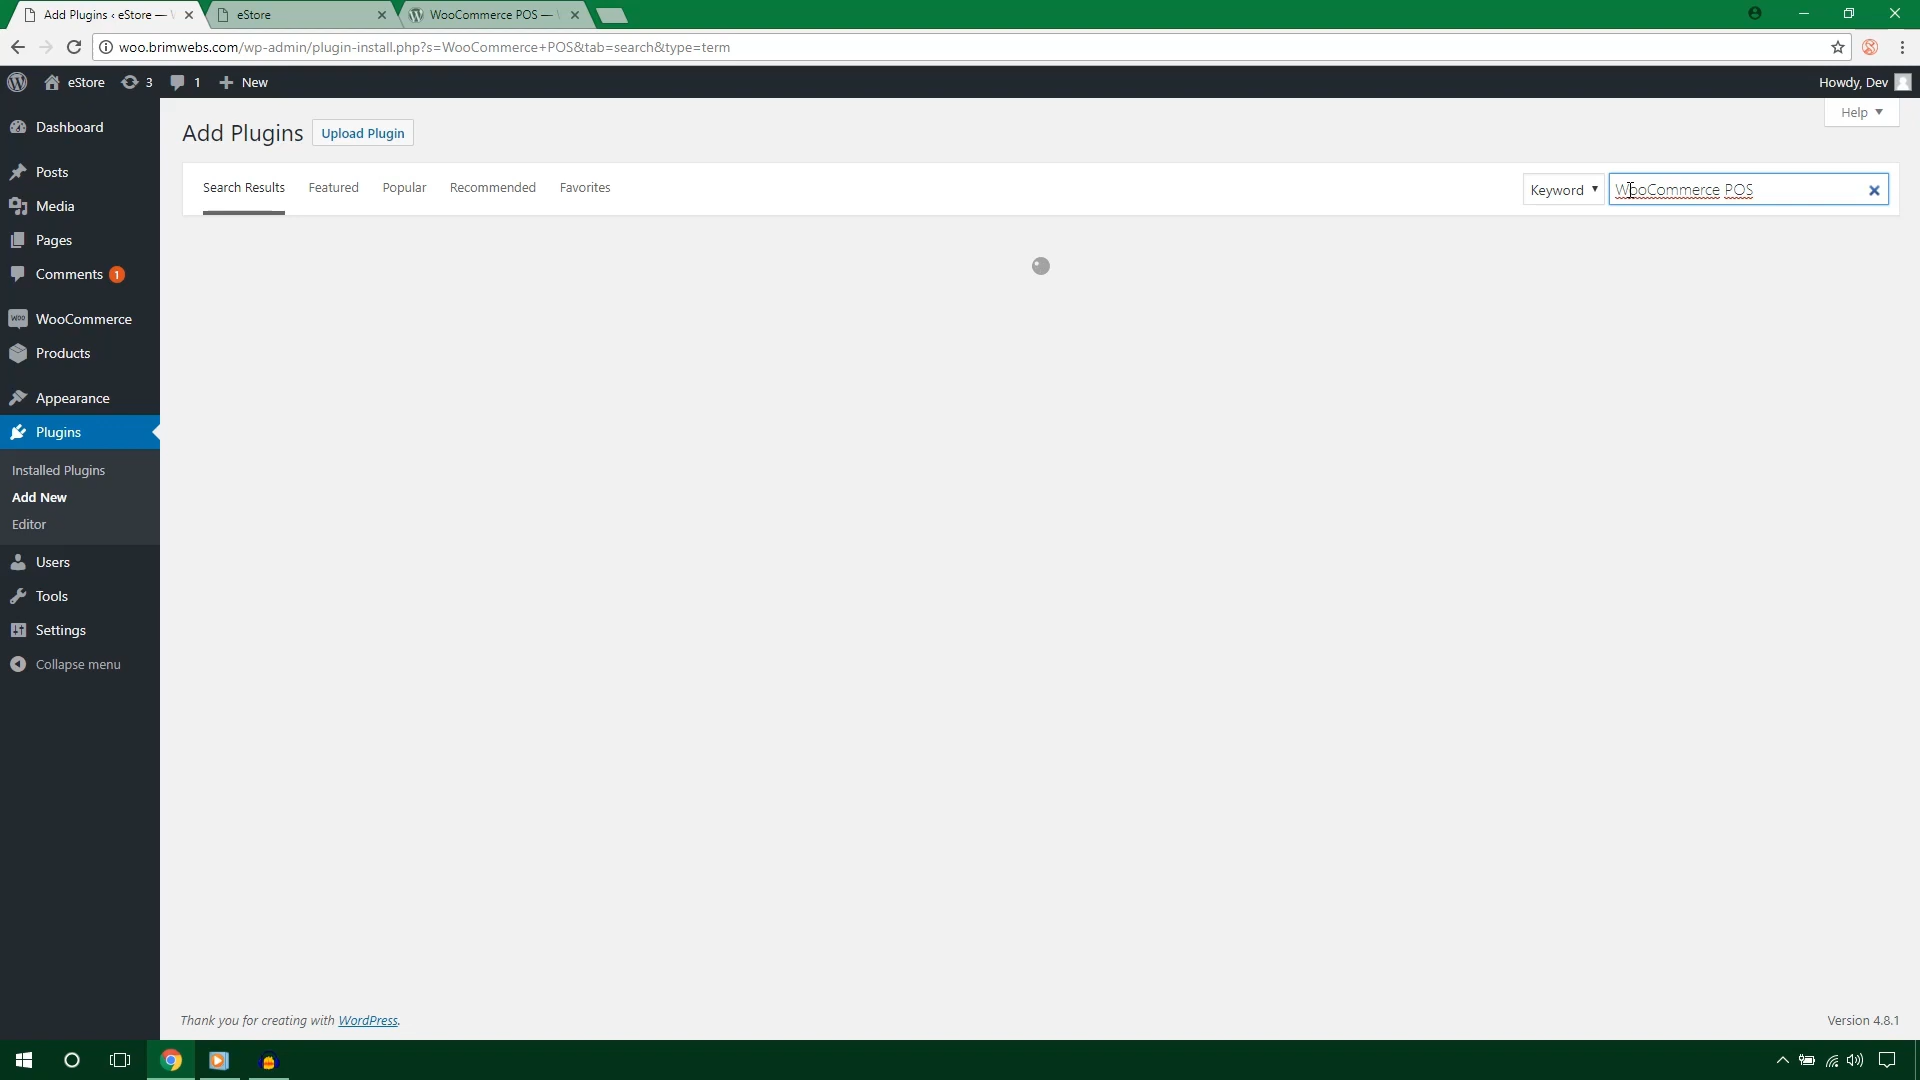 Add Plugins ‹ eStore —
eStore
WooCommerce POS —
woo.brimwebs.com/wp-admin/plugin-install.php?s=WooCommerce+POS&tab=search&type=term
eStore 3 1 New
Howdy, Dev
Dashboard
Posts
Media
Pages
Comments 1
WooCommerce
Products
Appearance
Plugins
Installed Plugins
Add New
Editor
Users
Tools
Settings
Collapse menu
Help
Add Plugins
Upload Plugin
Search Results
Featured
Popular
Recommended
Favorites
Keyword
WooCommerce POS
Thank you for creating with WordPress.
Version 4.8.1